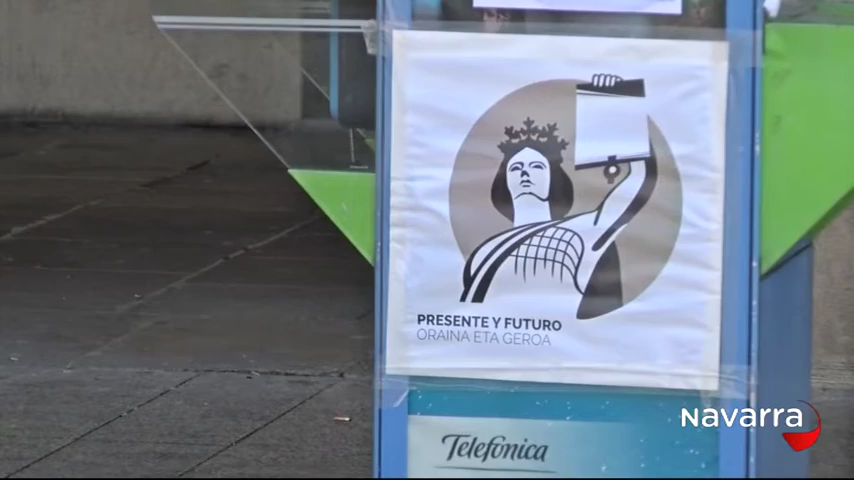 PRESENTE Y FUTURO
ORAINA ETA GEROA
Telefónica
navarra